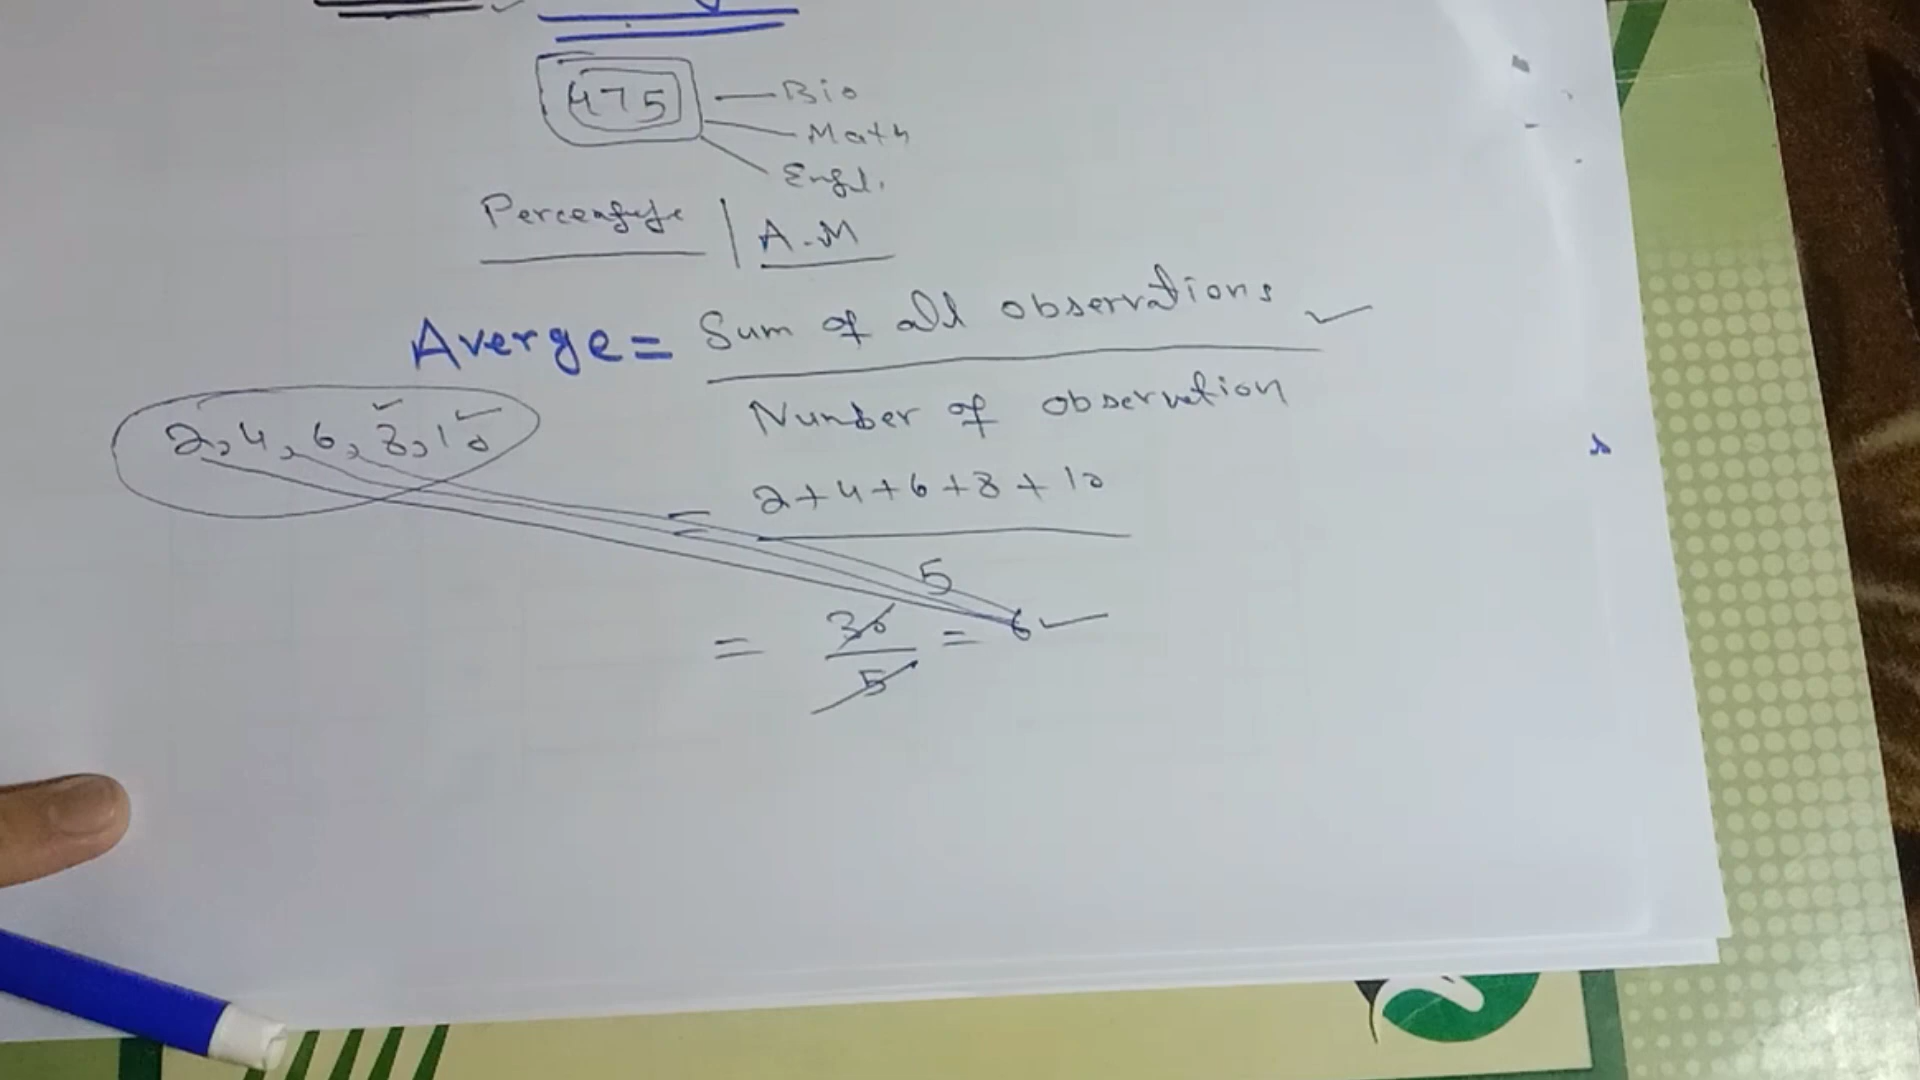 475
Bio
Math
Engl.
Percentage | A.M
Averge = Sum of all observations
Number of observation
2, 4, 6, 8, 10
= 2+4+6+8+10
5
= 30 = 6
5